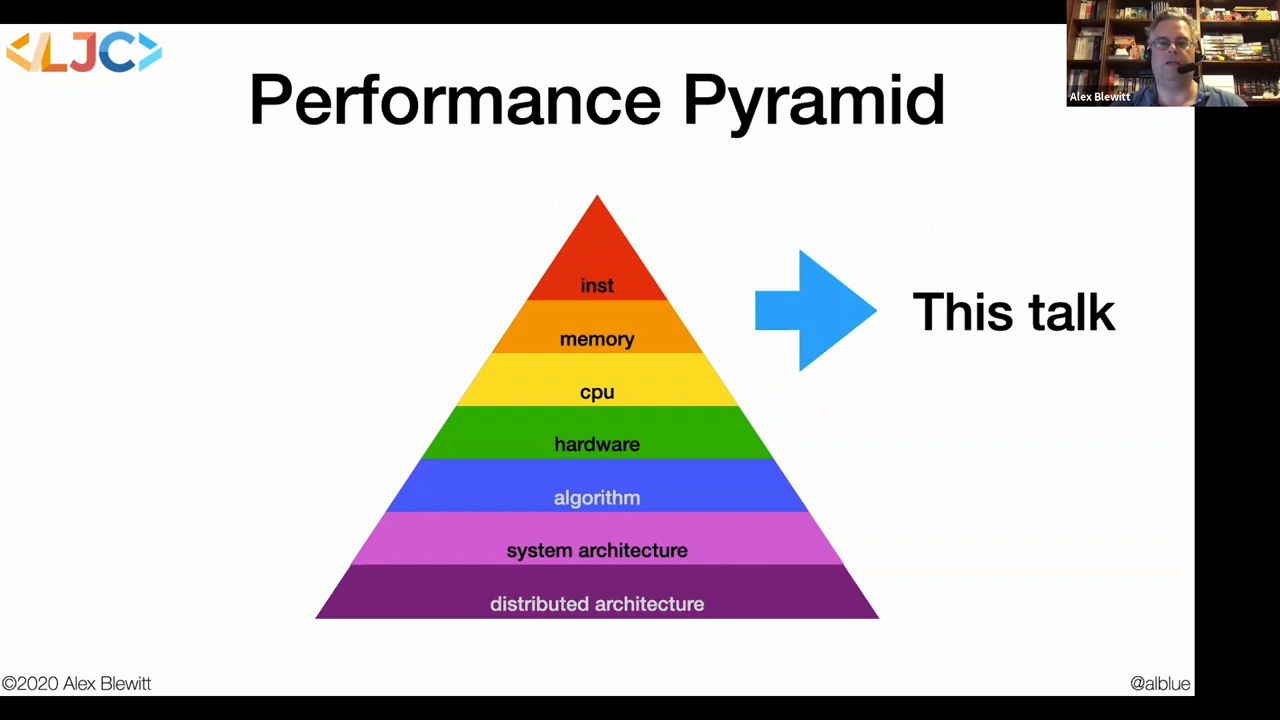 <LJC>
Performance Pyramid
Alex Blewitt
inst
This talk
memory
cpu
hardware
algorithm
system architecture
distributed architecture
©2020 Alex Blewitt
@alblue